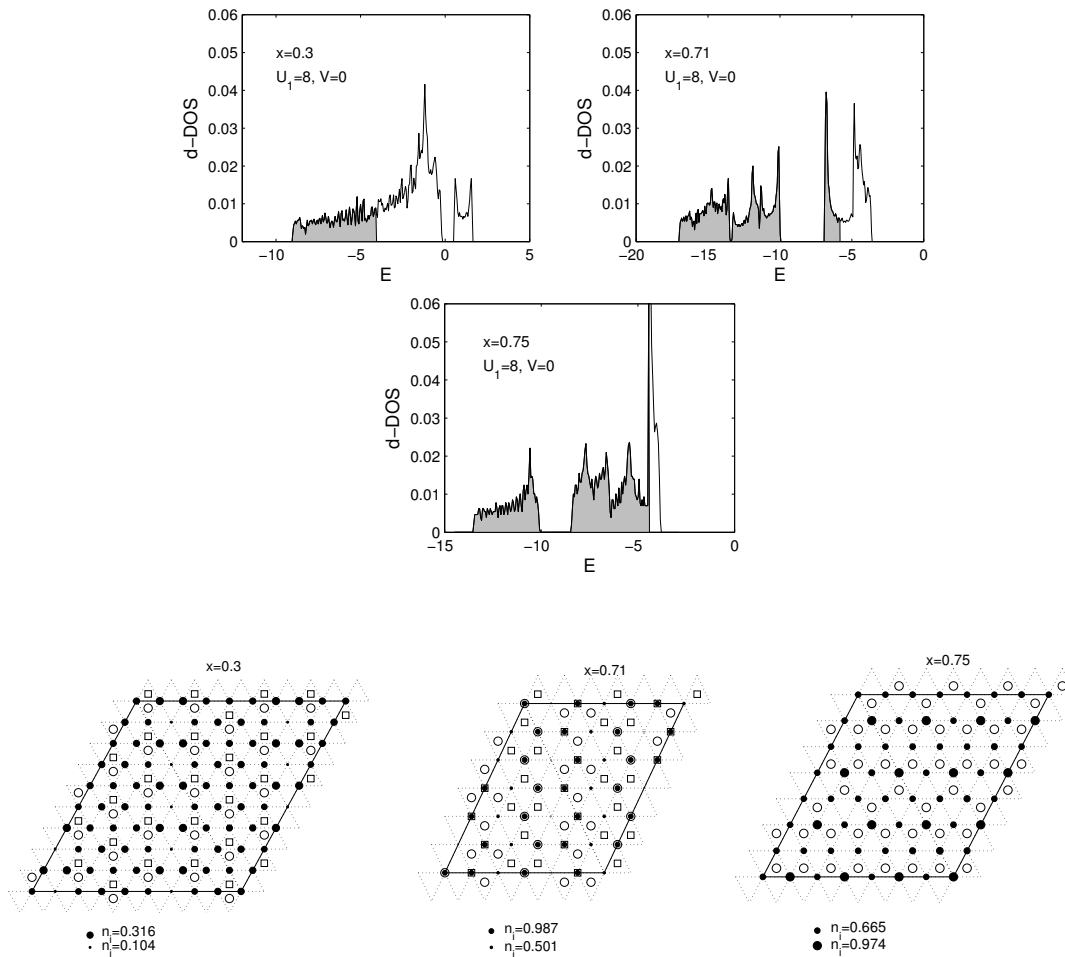 0.06
0.05
0.04
0.03
0.02
0.01
0
d−DOS
x=0.3
U1=8, V=0
−10
−5
0
5
E
0.06
0.05
0.04
0.03
0.02
0.01
0
d−DOS
x=0.71
U1=8, V=0
−20
−15
−10
−5
0
E
0.06
0.05
0.04
0.03
0.02
0.01
0
d−DOS
x=0.75
U1=8, V=0
−15
−10
−5
0
E
x=0.3
ni=0.316
ni=0.104
x=0.71
ni=0.987
ni=0.501
x=0.75
ni=0.665
ni=0.974